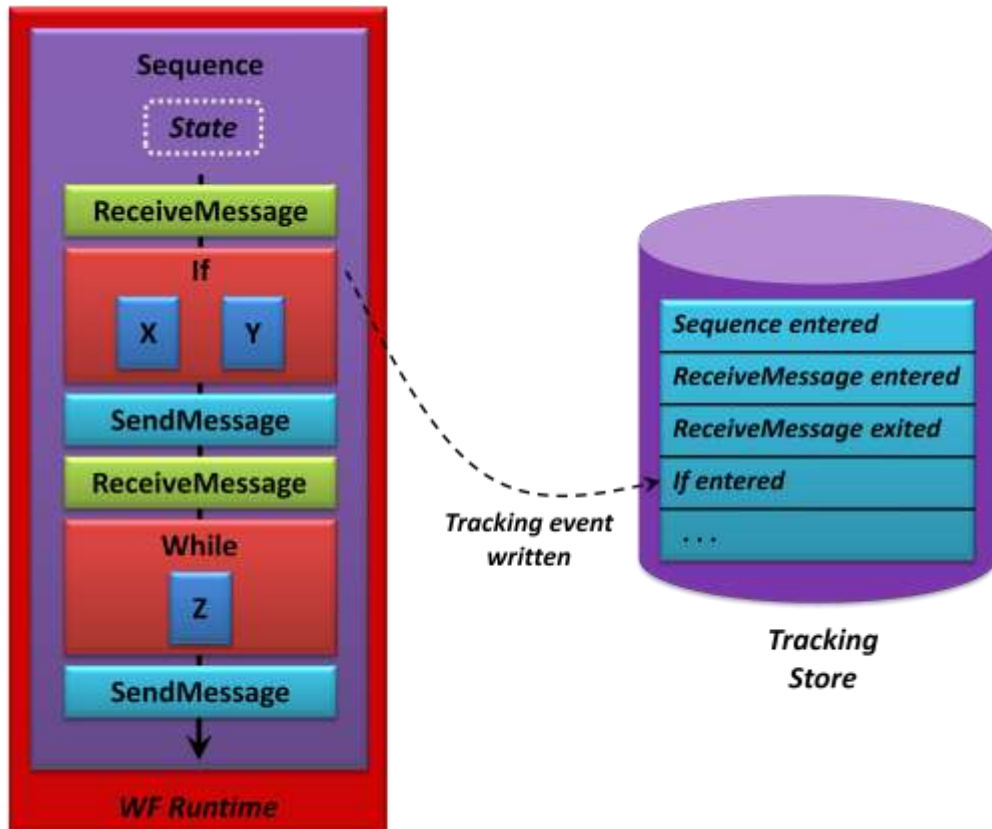 Sequence
State
ReceiveMessage
If
X Y
SendMessage
ReceiveMessage
While
Z
SendMessage
WF Runtime
Tracking event
written
Sequence entered
ReceiveMessage entered
ReceiveMessage exited
If entered
. . .
Tracking
Store